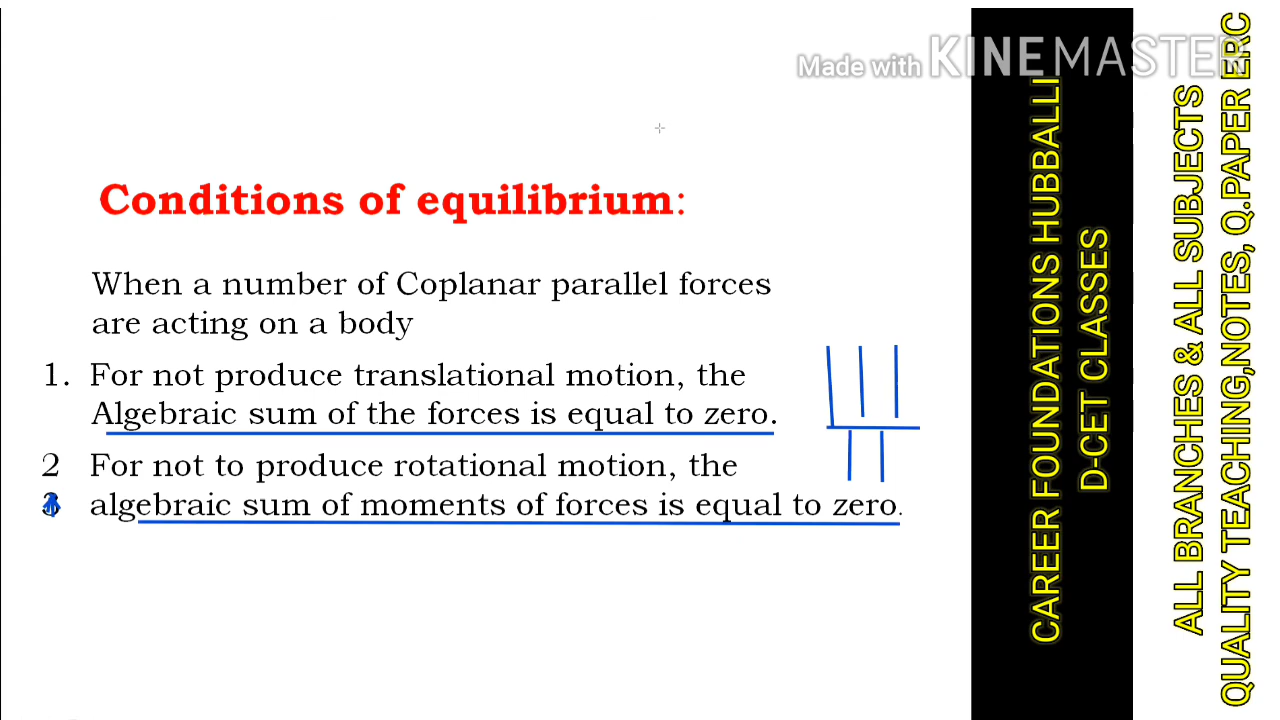 Made with KINEMASTER
Conditions of equilibrium:
When a number of Coplanar parallel forces
are acting on a body
1. For not produce translational motion, the
Algebraic sum of the forces is equal to zero.
2 For not to produce rotational motion, the
3 algebraic sum of moments of forces is equal to zero.
CAREER FOUNDATIONS HUBBALLI
D-CET CLASSES
ALL BRANCHES & ALL SUBJECTS
QUALITY TEACHING,NOTES, Q.PAPER ERC